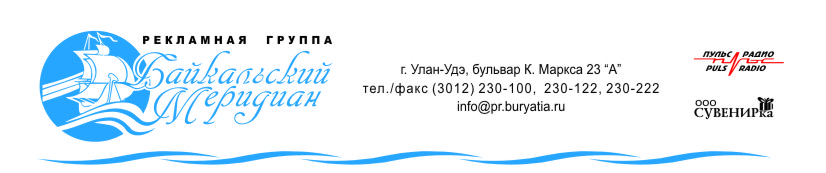 РЕКЛАМНАЯ ГРУППА
Байкальский
Меридиан
г. Улан-Удэ, бульвар К. Маркса 23 “А”
тел./факс (3012) 230-100, 230-122, 230-222
info@pr.buryatia.ru
ПУЛЬС РАДИО
PULS RADIO
ООО
СУВЕНИРка